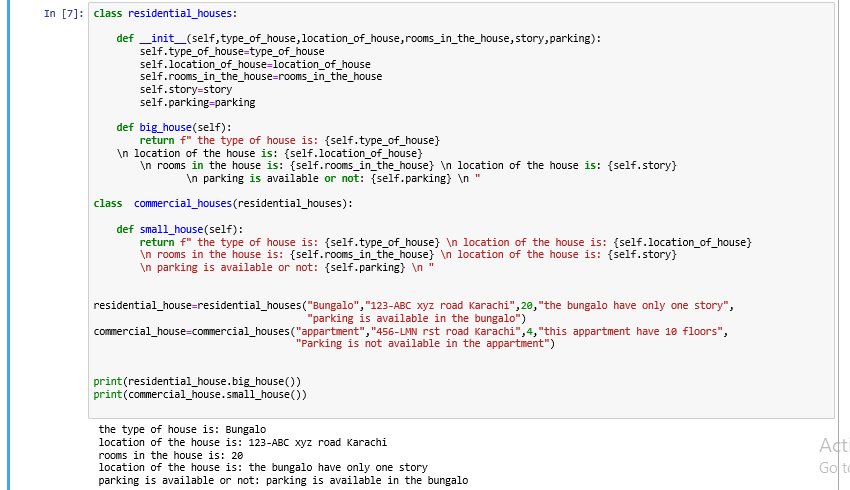 In [7]: class residential_houses:
def __init__(self,type_of_house,location_of_house,rooms_in_the_house,story,parking):
self.type_of_house=type_of_house
self.location_of_house=location_of_house
self.rooms_in_the_house=rooms_in_the_house
self.story=story
self.parking=parking
def big_house(self):
return f" the type of house is: {self.type_of_house}
\n location of the house is: {self.location_of_house}
\n rooms in the house is: {self.rooms_in_the_house} \n location of the house is: {self.story}
\n parking is available or not: {self.parking} \n "
class  commercial_houses(residential_houses):
def small_house(self):
return f" the type of house is: {self.type_of_house} \n location of the house is: {self.location_of_house}
\n rooms in the house is: {self.rooms_in_the_house} \n location of the house is: {self.story}
\n parking is available or not: {self.parking} \n "
residential_house=residential_houses("Bungalo","123-ABC xyz road Karachi",20,"the bungalo have only one story",
"parking is available in the bungalo")
commercial_house=commercial_houses("appartment","456-LMN rst road Karachi",4,"this appartment have 10 floors",
"Parking is not available in the appartment")
print(residential_house.big_house())
print(commercial_house.small_house())
the type of house is: Bungalo
location of the house is: 123-ABC xyz road Karachi
rooms in the house is: 20
location of the house is: the bungalo have only one story
parking is available or not: parking is available in the bungalo
Go to